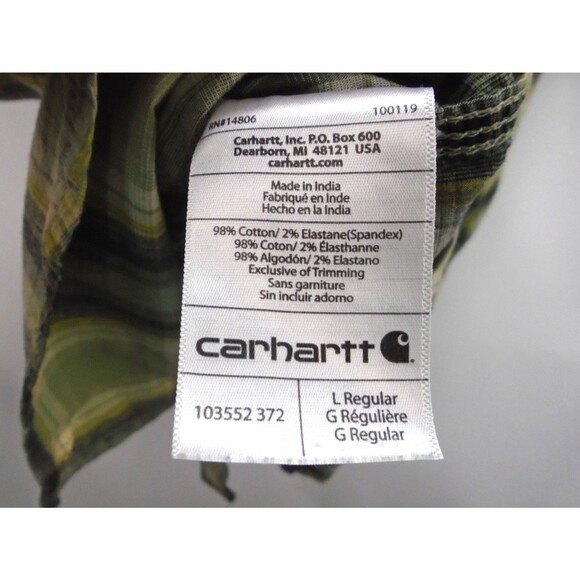 RN#14806 100119
Carhartt, Inc. P.O. Box 600
Dearborn, MI 48121 USA
carhartt.com
Made in India
Fabriqué en Inde
Hecho en la India
98% Cotton/ 2% Elastane(Spandex)
98% Coton/ 2% Élasthanne
98% Algodón/ 2% Elastano
Exclusive of Trimming
Sans garniture
Sin incluir adorno
carhartt
103552 372
L Regular
G Régulière
G Regular